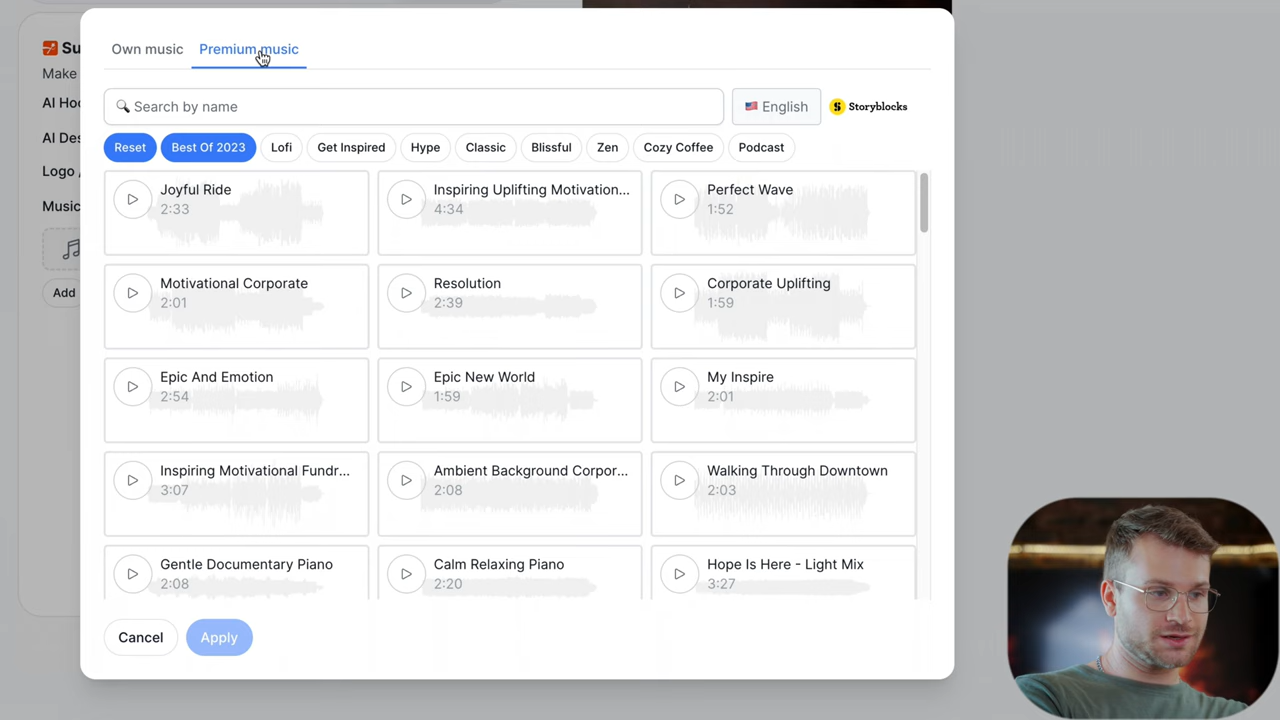 Own music Premium music
Su
Make
AI Hoo
AI Des
Logo
Music
Add
🔍 Search by name
English
Storyblocks
Reset Best Of 2023 Lofi Get Inspired Hype Classic Blissful Zen Cozy Coffee Podcast
Joyful Ride
2:33
Inspiring Uplifting Motivation...
4:34
Perfect Wave
1:52
Motivational Corporate
2:01
Resolution
2:39
Corporate Uplifting
1:59
Epic And Emotion
2:54
Epic New World
1:59
My Inspire
2:01
Inspiring Motivational Fundr...
3:07
Ambient Background Corpor...
2:08
Walking Through Downtown
2:03
Gentle Documentary Piano
2:08
Calm Relaxing Piano
2:20
Hope Is Here - Light Mix
3:27
Cancel Apply